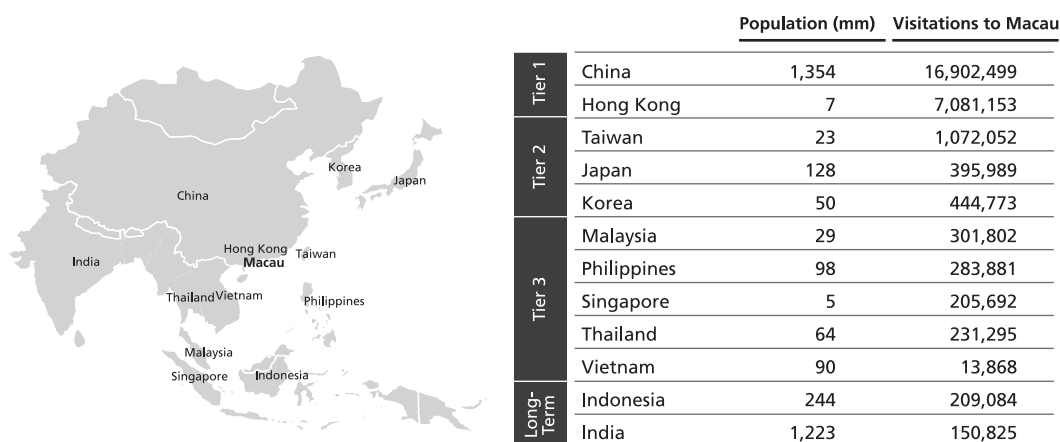 Korea
Japan
China
Hong Kong
Taiwan
Macau
India
Thailand Vietnam
Philippines
Malaysia
Singapore
Indonesia
Population (mm) Visitations to Macau
Tier 1
China 1,354 16,902,499
Hong Kong 7 7,081,153
Tier 2
Taiwan 23 1,072,052
Japan 128 395,989
Korea 50 444,773
Tier 3
Malaysia 29 301,802
Philippines 98 283,881
Singapore 5 205,692
Thailand 64 231,295
Vietnam 90 13,868
Long-
Term
Indonesia 244 209,084
India 1,223 150,825